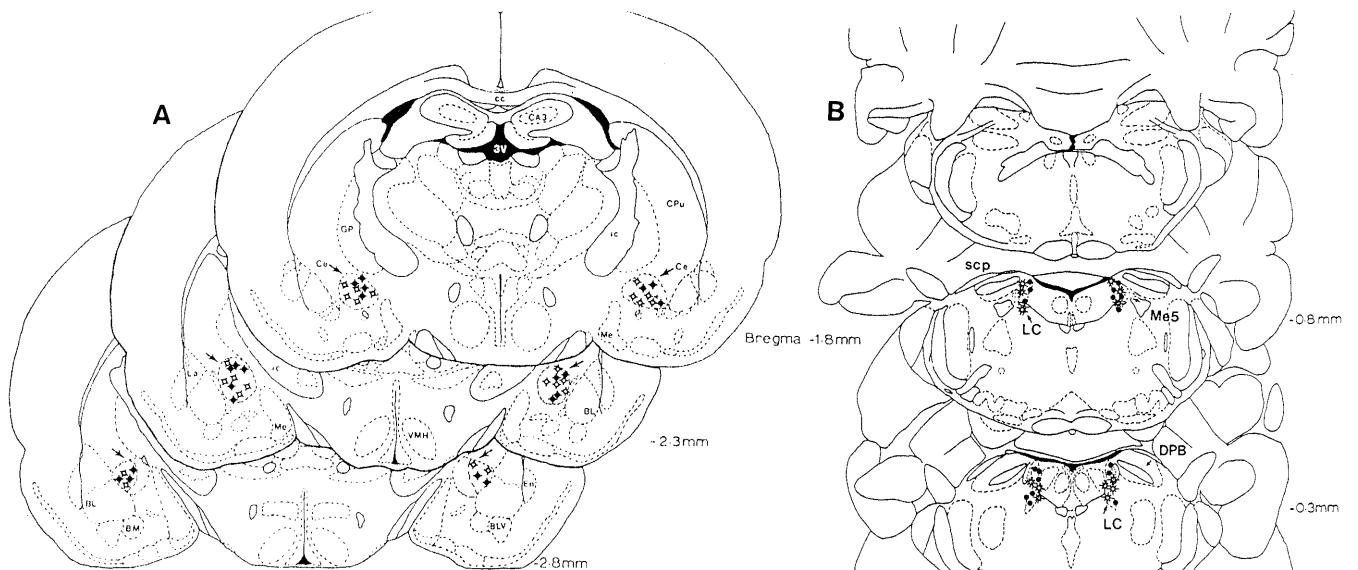 A
cc
CA3
3V
CPu
GP
ic
Ce
Ce
Me
Bregma -1.8mm
La
ic
BL
Me
VMH
-2.3mm
BL
En
BM
BLV
-2.8mm
B
scp
LC
Me5
-0.8mm
DPB
LC
-0.3mm